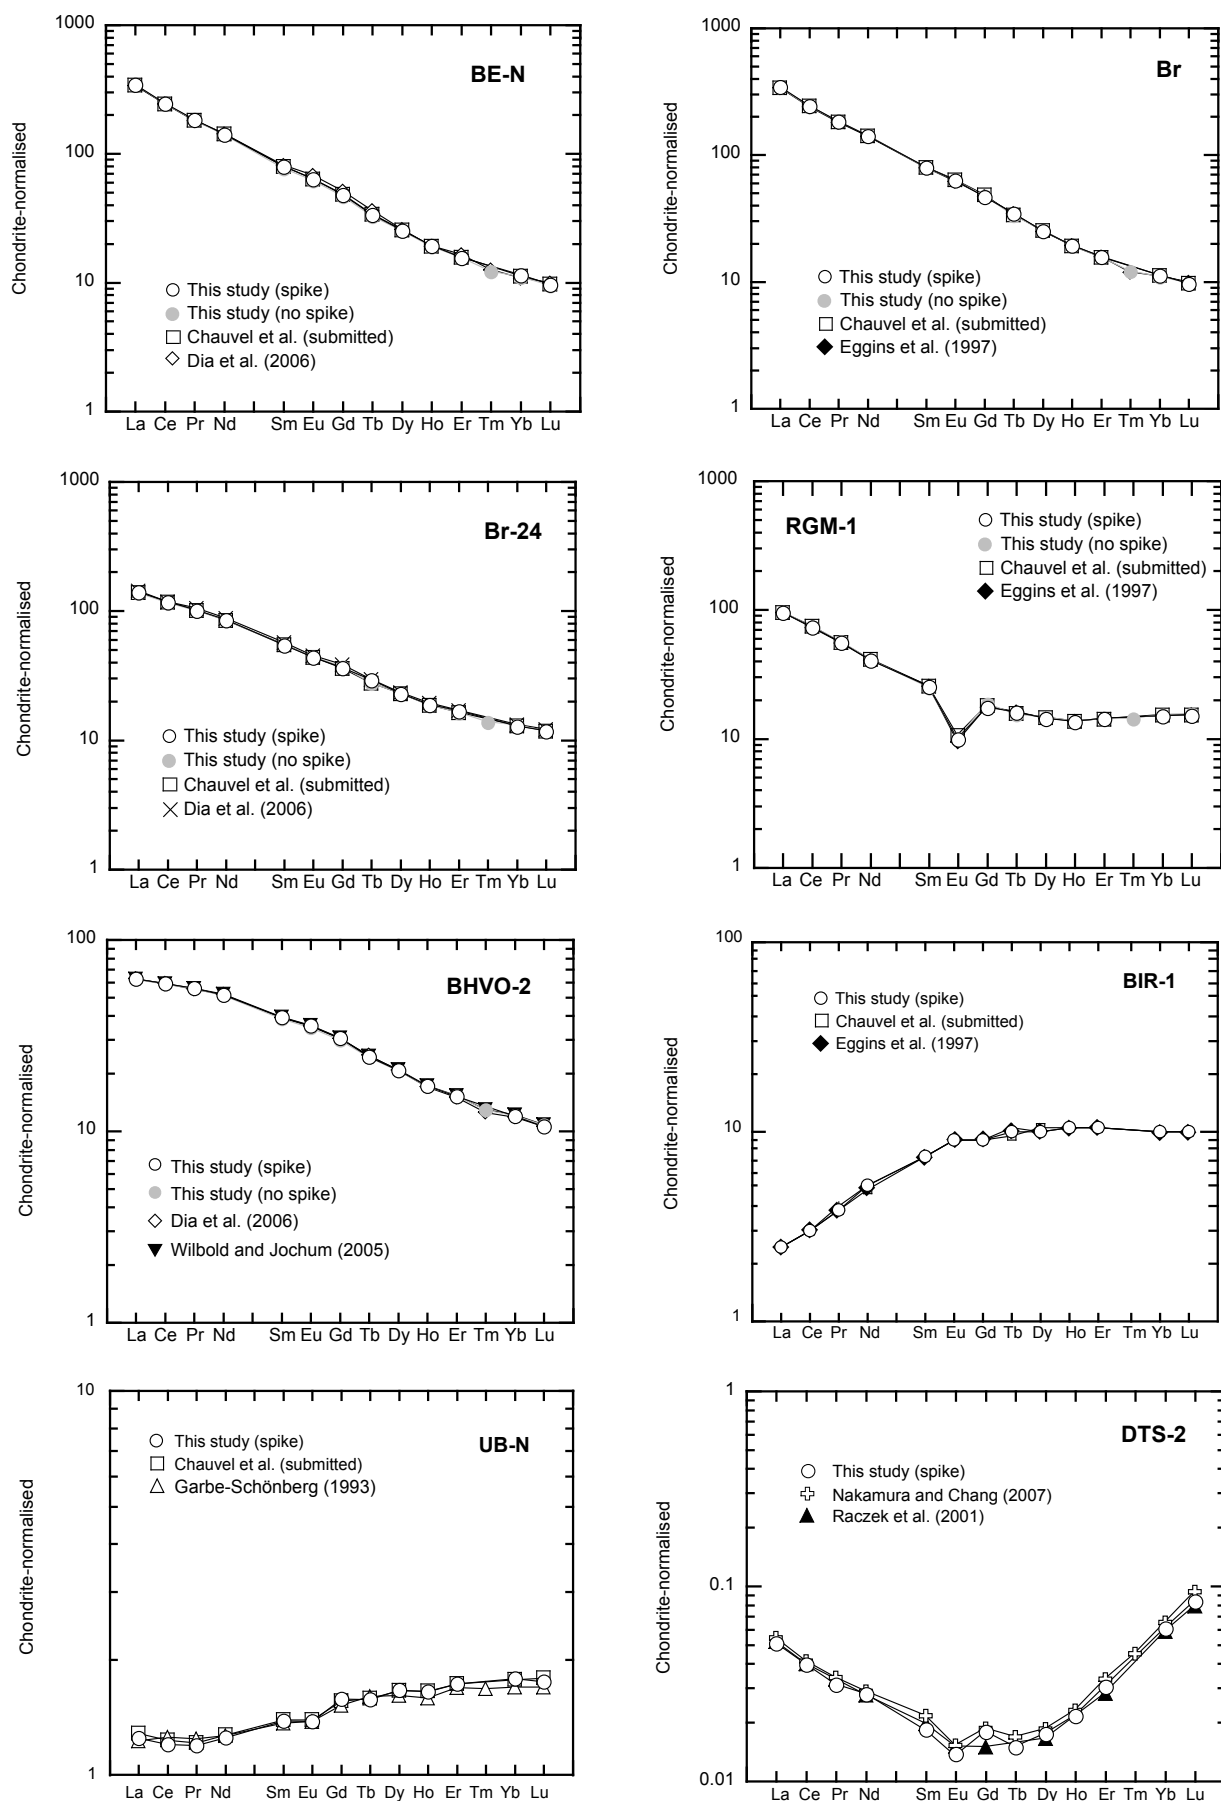 1000
100
10
1
Chondrite-normalised
BE-N
This study (spike)
This study (no spike)
Chauvel et al. (submitted)
Dia et al. (2006)
La Ce Pr Nd Sm Eu Gd Tb Dy Ho Er Tm Yb Lu
1000
100
10
1
Chondrite-normalised
Br
This study (spike)
This study (no spike)
Chauvel et al. (submitted)
Eggins et al. (1997)
La Ce Pr Nd Sm Eu Gd Tb Dy Ho Er Tm Yb Lu
1000
100
10
1
Chondrite-normalised
Br-24
This study (spike)
This study (no spike)
Chauvel et al. (submitted)
Dia et al. (2006)
La Ce Pr Nd Sm Eu Gd Tb Dy Ho Er Tm Yb Lu
1000
100
10
1
Chondrite-normalised
RGM-1
This study (spike)
This study (no spike)
Chauvel et al. (submitted)
Eggins et al. (1997)
La Ce Pr Nd Sm Eu Gd Tb Dy Ho Er Tm Yb Lu
100
10
1
Chondrite-normalised
BHVO-2
This study (spike)
This study (no spike)
Dia et al. (2006)
Wilbold and Jochum (2005)
La Ce Pr Nd Sm Eu Gd Tb Dy Ho Er Tm Yb Lu
100
10
1
Chondrite-normalised
BIR-1
This study (spike)
Chauvel et al. (submitted)
Eggins et al. (1997)
La Ce Pr Nd Sm Eu Gd Tb Dy Ho Er Tm Yb Lu
10
1
Chondrite-normalised
UB-N
This study (spike)
Chauvel et al. (submitted)
Garbe-Schönberg (1993)
La Ce Pr Nd Sm Eu Gd Tb Dy Ho Er Tm Yb Lu
1
0.1
0.01
Chondrite-normalised
DTS-2
This study (spike)
Nakamura and Chang (2007)
Raczek et al. (2001)
La Ce Pr Nd Sm Eu Gd Tb Dy Ho Er Tm Yb Lu